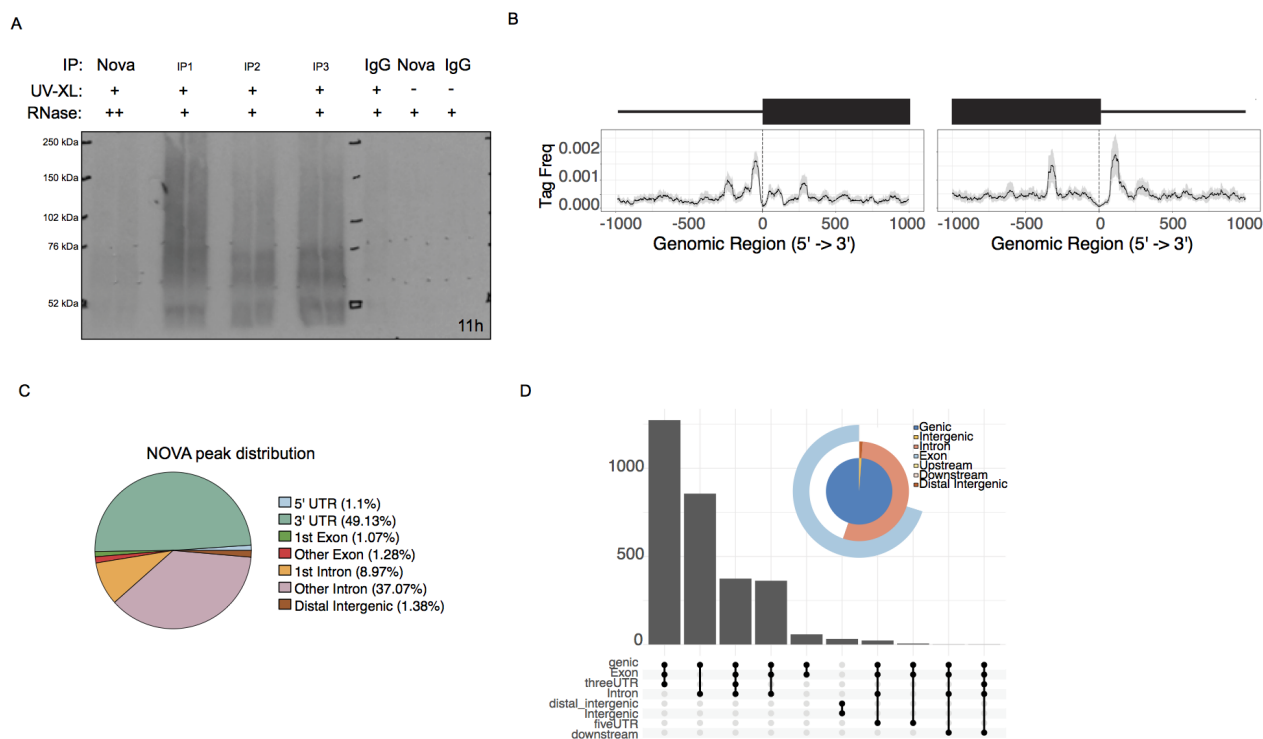 A
IP: Nova IP1 IP2 IP3 IgG Nova IgG
UV-XL: + + + + + - -
RNase: ++ + + + + + +
250 kDa
150 kDa
102 kDa
76 kDa
52 kDa
11h
B
Tag Freq
0.002
0.001
0.000
-1000 -500 0 500 1000
Genomic Region (5' -> 3')
-1000 -500 0 500 1000
Genomic Region (5' -> 3')
C
NOVA peak distribution
5' UTR (1.1%)
3' UTR (49.13%)
1st Exon (1.07%)
Other Exon (1.28%)
1st Intron (8.97%)
Other Intron (37.07%)
Distal Intergenic (1.38%)
D
1000
500
0
Genic
Intergenic
Intron
Exon
Upstream
Downstream
Distal Intergenic
genic
Exon
threeUTR
Intron
distal_intergenic
Intergenic
fiveUTR
downstream